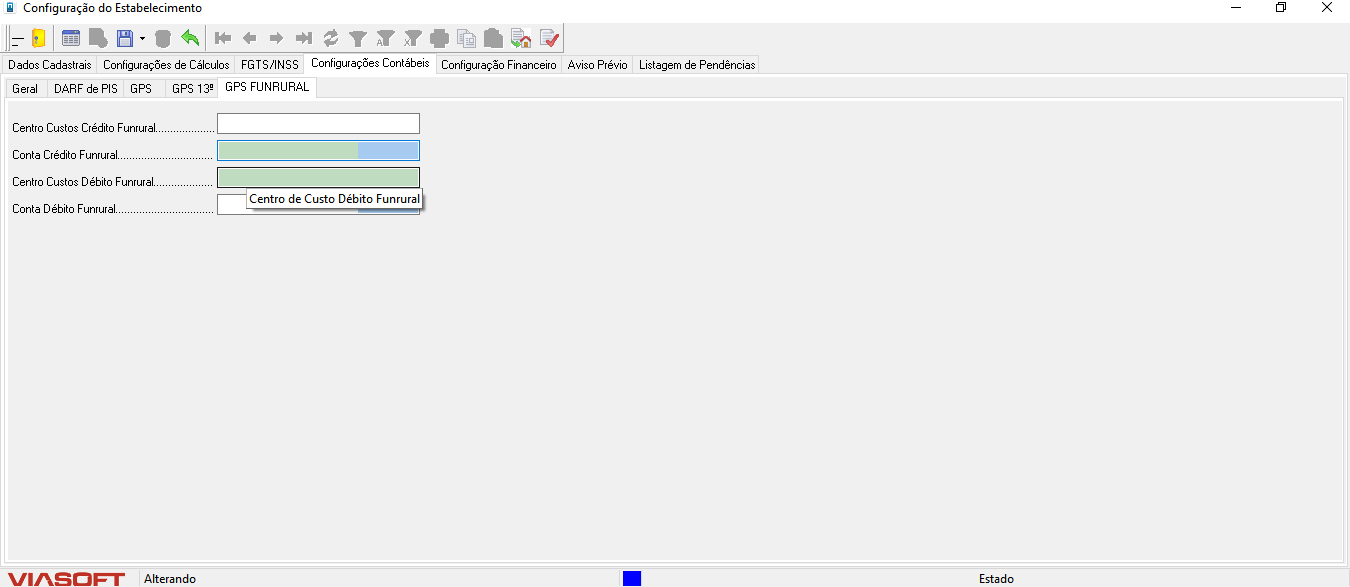 Configuração do Estabelecimento
Dados Cadastrais Configurações de Cálculos FGTS/INSS Configurações Contábeis Configuração Financeiro Aviso Prévio Listagem de Pendências
Geral DARF de PIS GPS GPS 13º GPS FUNRURAL
Centro Custos Crédito Funrural....................
Conta Crédito Funrural................................
Centro Custos Débito Funrural....................
Centro de Custo Débito Funrural
Conta Débito Funrural.................................
VIASOFT Alterando Estado